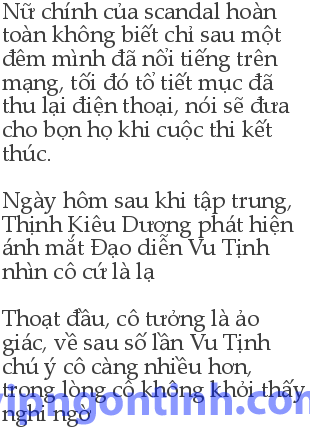 Nữ chính của scandal hoàn
toàn không biết chỉ sau một
đêm mình đã nổi tiếng trên
mạng, tối đó tổ tiết mục đã
thu lại điện thoại, nói sẽ đưa
cho bọn họ khi cuộc thi kết
thúc.
Ngày hôm sau khi tập trung,
Thịnh Kiêu Dương phát hiện
ánh mắt Đạo diễn Vu Tịnh
nhìn cô cứ là lạ
Thoạt đầu, cô tưởng là ảo
giác, về sau số lần Vu Tịnh
chú ý cô càng nhiều hơn,
trong lòng cô không khỏi thấy
nghi ngờ
vipngontinh.com